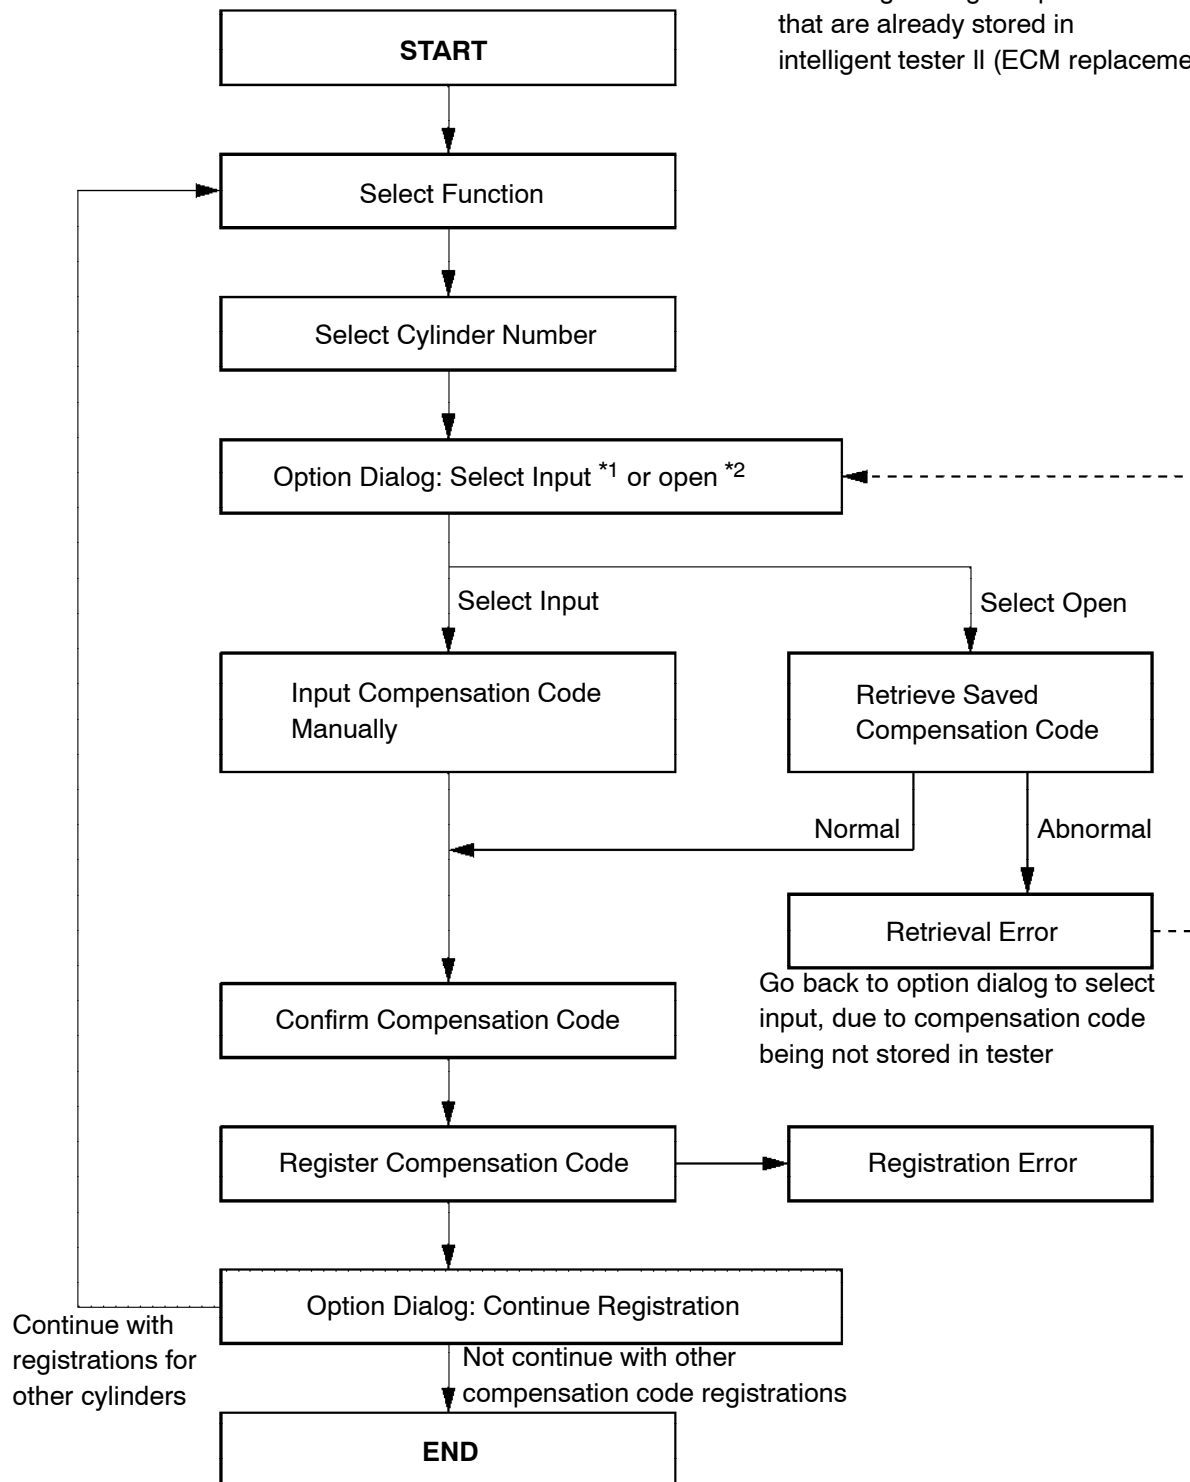 START
that are already stored in
intelligent tester II (ECM
Select Function
Select Cylinder Number
Option Dialog: Select Input *1 or open *2
Select Input
Select Open
Input Compensation Code
Manually
Retrieve Saved
Compensation Code
Normal
Abnormal
Retrieval Error
Go back to option dialog to select
input, due to compensation code
being not stored in tester
Confirm Compensation Code
Register Compensation Code
Registration Error
Option Dialog: Continue Registration
Continue with
registrations for
other cylinders
Not continue with other
compensation code registrations
END